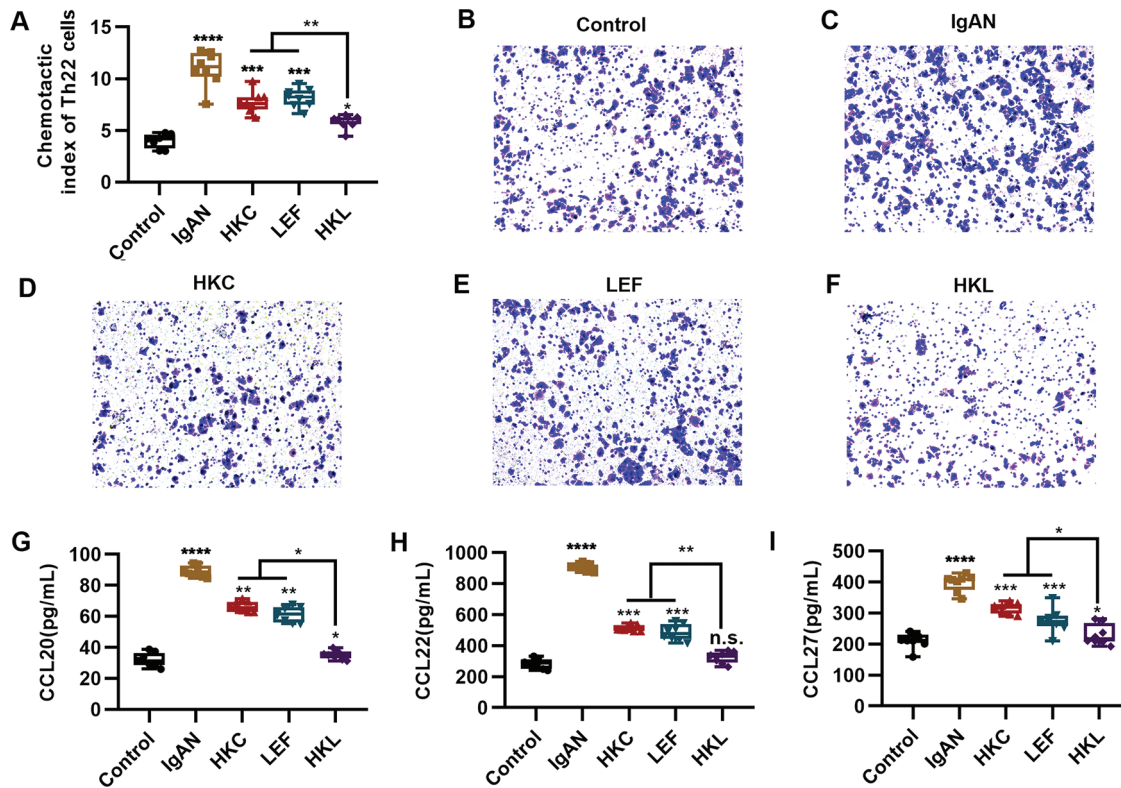 A
Chemotactic
index of Th22 cells
15
10
5
0
****
***
***
**
*
Control
IgAN
HKC
LEF
HKL
B
Control
C
IgAN
D
HKC
E
LEF
F
HKL
G
CCL20(pg/mL)
100
80
60
40
20
0
****
**
**
*
*
Control
IgAN
HKC
LEF
HKL
H
CCL22(pg/mL)
1000
800
600
400
200
0
****
***
***
**
n.s.
Control
IgAN
HKC
LEF
HKL
I
CCL27(pg/mL)
500
400
300
200
100
0
****
***
***
*
*
Control
IgAN
HKC
LEF
HKL